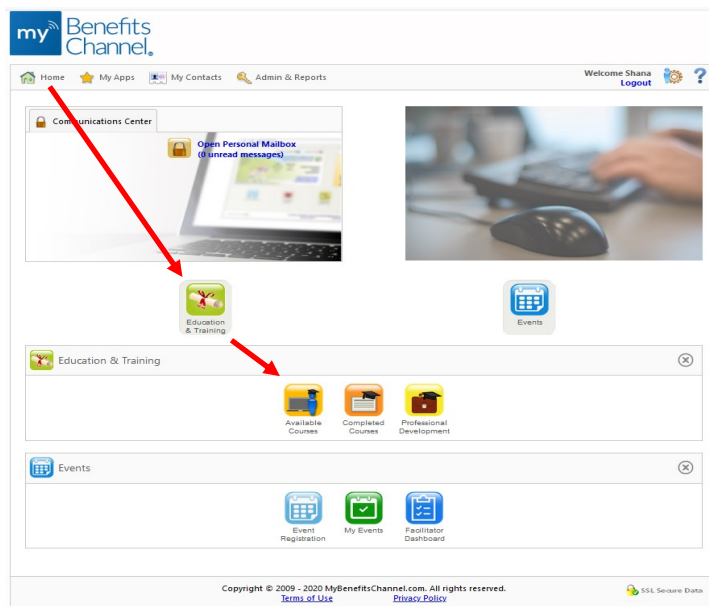 my Benefits
Channel®
Home My Apps My Contacts Admin & Reports Welcome Shana
Logout ?
Communications Center
Open Personal Mailbox
(0 unread messages)
Education
& Training
Events
Education & Training
Available
Courses
Completed
Courses
Professional
Development
Events
Event
Registration
My Events
Facilitator
Dashboard
Copyright © 2009 - 2020 MyBenefitsChannel.com. All rights reserved.
Terms of Use Privacy Policy
SSL Secure Data